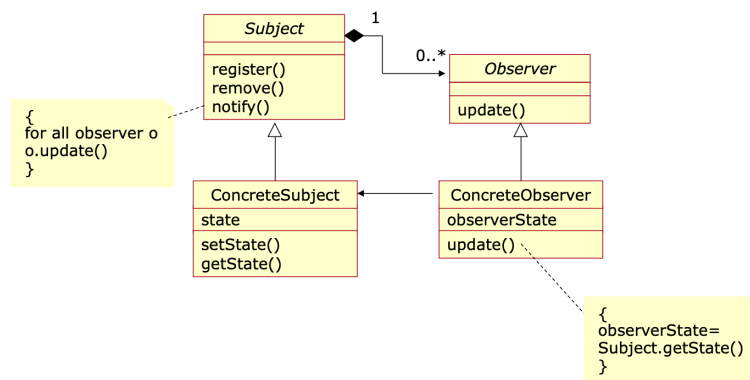 Subject
register()
remove()
notify()
1
0..*
Observer
update()
{
for all observer o
o.update()
}
ConcreteSubject
state
setState()
getState()
ConcreteObserver
observerState
update()
{
observerState=
Subject.getState()
}